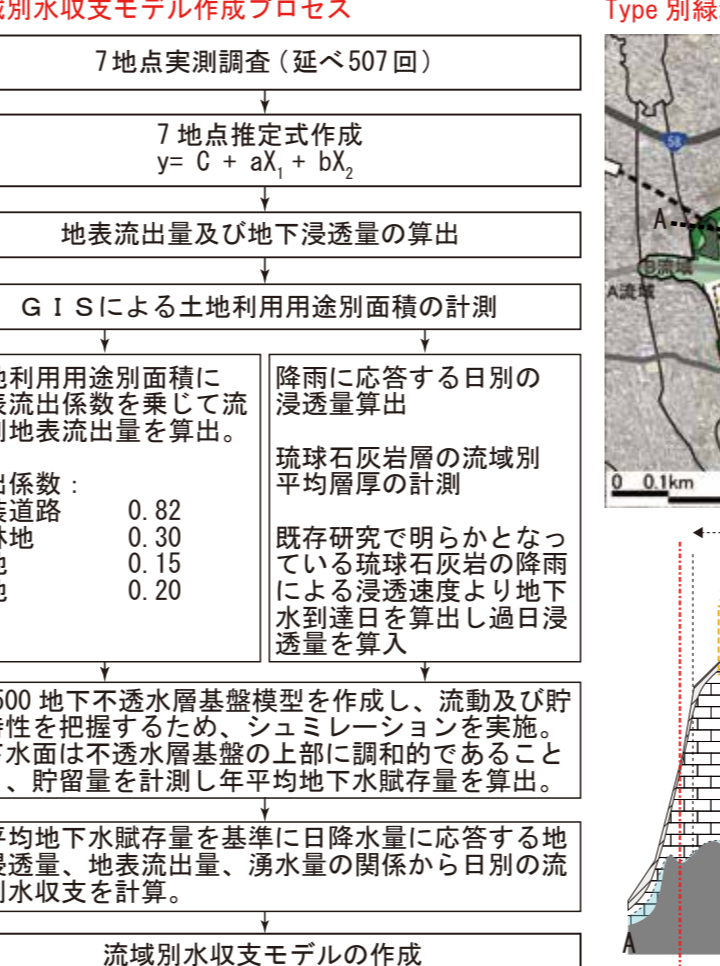 別水収支モデル作成プロセス
7地点実測調査(延べ507回)
7地点推定式作成
y= C + aX₁ + bX₂
地表流出量及び地下浸透量の算出
GISによる土地利用用途別面積の計測
利用用途別面積に
流出係数を乗じて流
地表流出量を算出。
出係数:
道路 0.82
林地 0.30
0.15
0.20
降雨に応答する日別の
浸透量算出
琉球石灰岩層の流域別
平均層厚の計測
既存研究で明らかとなっ
ている琉球石灰岩の降雨
による浸透速度より地下
水到達日を算出し過日浸
透量を算入
500 地下不透水層基盤模型を作成し、流動及び貯
特性を把握するため、シュミレーションを実施。
水面は不透水層基盤の上部に調和的であること
、貯留量を計測し年平均地下水賦存量を算出。
平均地下水賦存量を基準に日降水量に応答する地
浸透量、地表流出量、湧水量の関係から日別の流
別水収支を計算。
流域別水収支モデルの作成
Type 別緑
58
A
B流域
A流域
0 0.1km
A